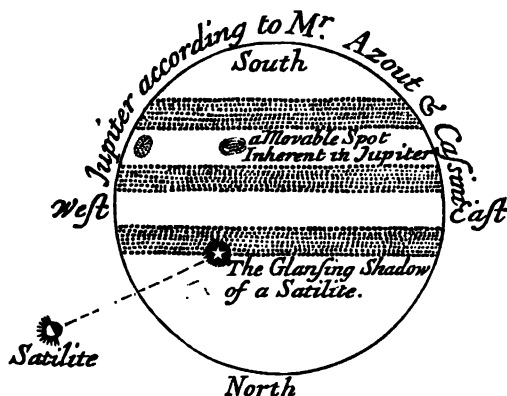 Jupiter according to Mr. Azout & Caſsini
South
a Movable Spot
Inherent in Jupiter
Weſt
Eaſt
The Glanſing Shadow
of a Satilite.
Satilite
North